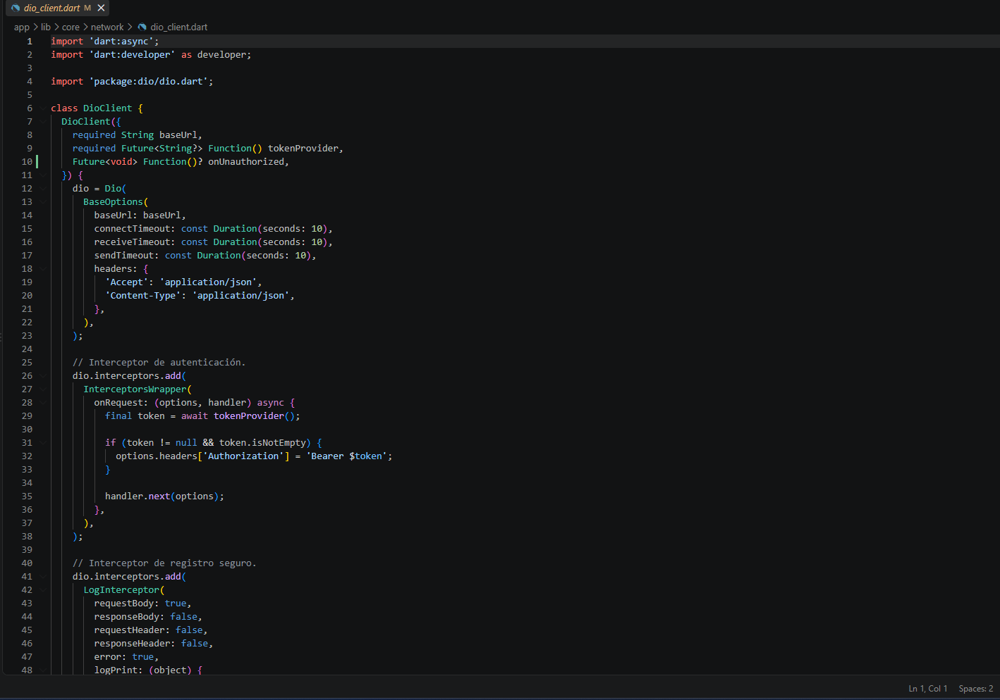 dio_client.dart M
app > lib > core > network > dio_client.dart
1 import 'dart:async';
2 import 'dart:developer' as developer;
3
4 import 'package:dio/dio.dart';
5
6 class DioClient {
7   DioClient({
8     required String baseUrl,
9     required Future<String?> Function() tokenProvider,
10     Future<void> Function()? onUnauthorized,
11   }) {
12     dio = Dio(
13       BaseOptions(
14         baseUrl: baseUrl,
15         connectTimeout: const Duration(seconds: 10),
16         receiveTimeout: const Duration(seconds: 10),
17         sendTimeout: const Duration(seconds: 10),
18         headers: {
19           'Accept': 'application/json',
20           'Content-Type': 'application/json',
21         },
22       ),
23     );
24
25     // Interceptor de autenticación.
26     dio.interceptors.add(
27       InterceptorsWrapper(
28         onRequest: (options, handler) async {
29           final token = await tokenProvider();
30
31           if (token != null && token.isNotEmpty) {
32             options.headers['Authorization'] = 'Bearer $token';
33           }
34
35           handler.next(options);
36         },
37       ),
38     );
39
40     // Interceptor de registro seguro.
41     dio.interceptors.add(
42       LogInterceptor(
43         requestBody: true,
44         responseBody: false,
45         requestHeader: false,
46         responseHeader: false,
47         error: true,
48         logPrint: (object) {
Ln 1, Col 1 Spaces: 2